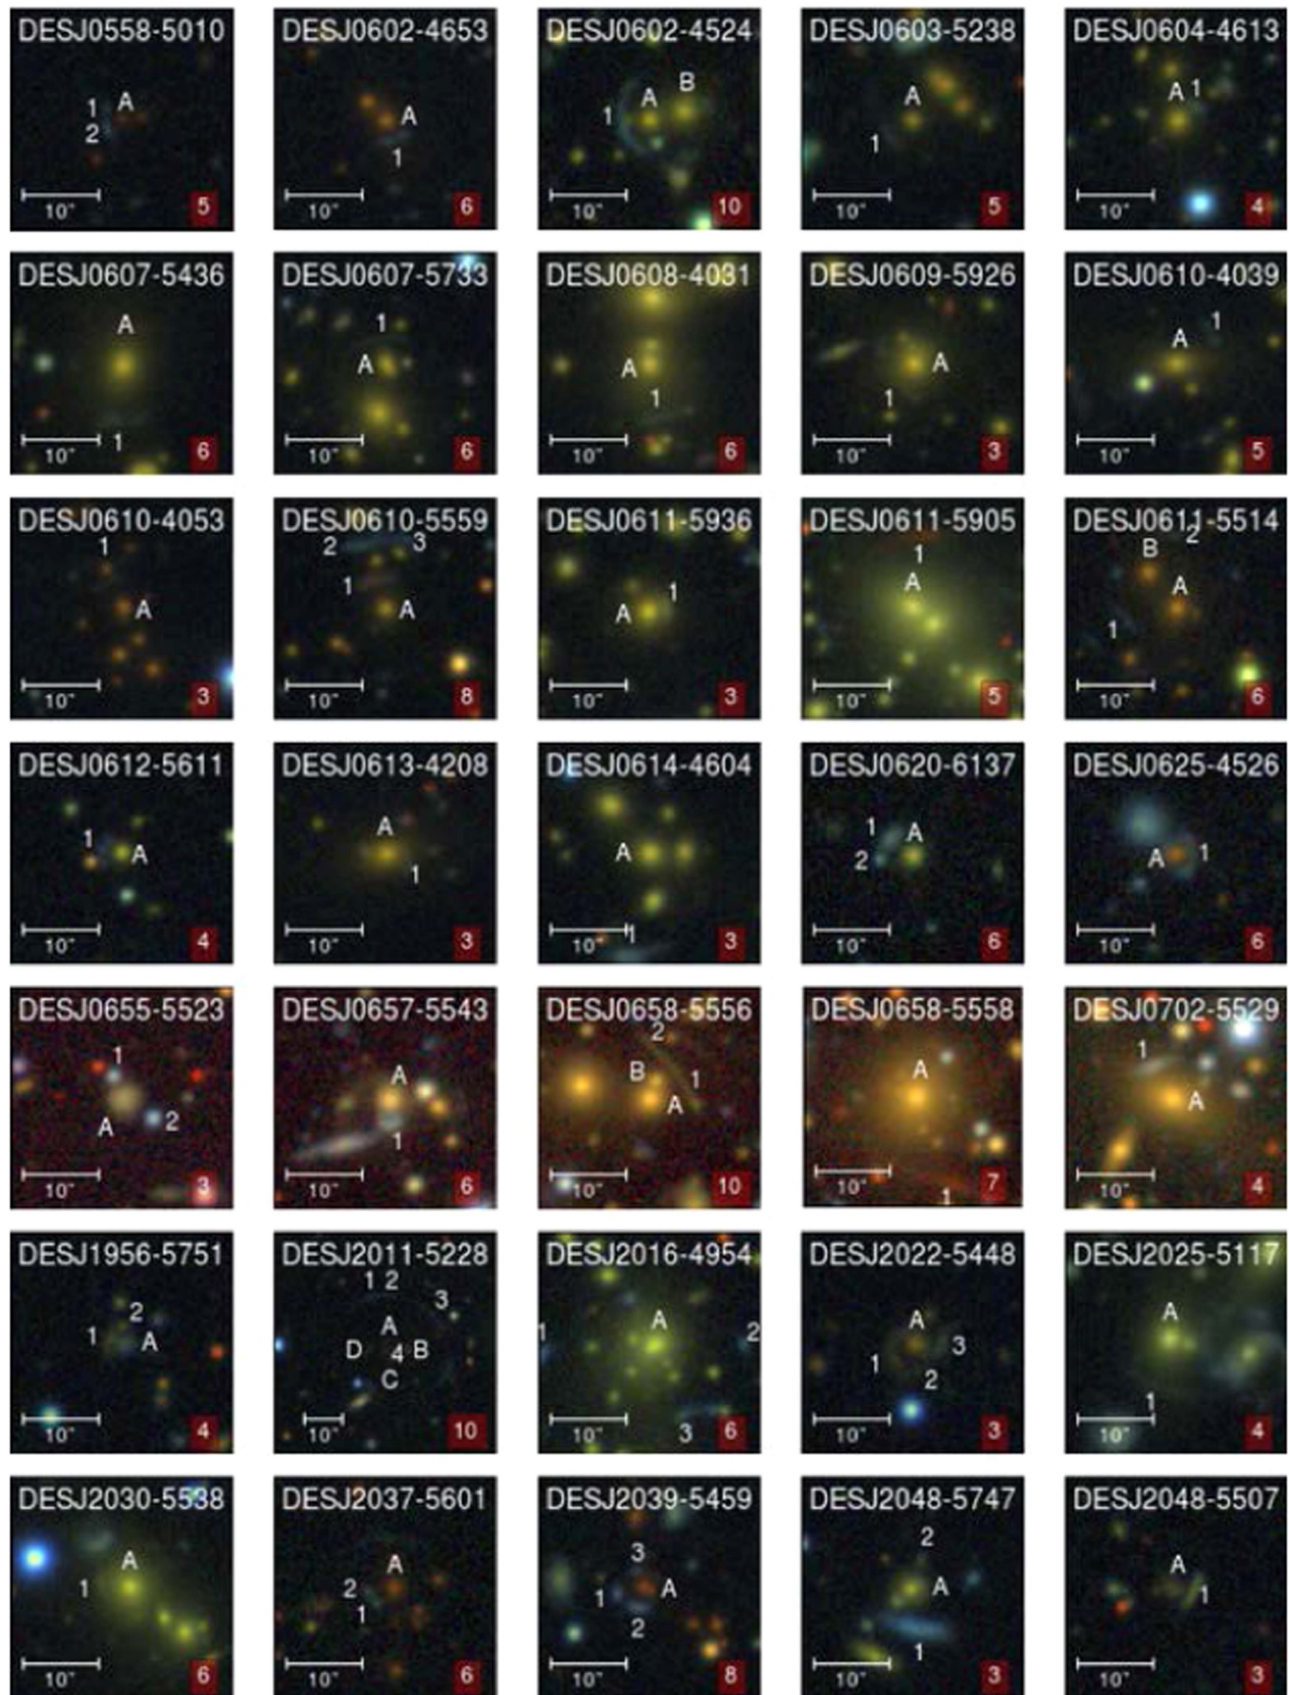 DESJ0558-5010
1 A
2
10" 5
DESJ0602-4653
A
1
10" 6
DESJ0602-4524
B
A
1
10" 10
DESJ0603-5238
A
1
10" 5
DESJ0604-4613
A 1
10" 4
DESJ0607-5436
A
1
10" 6
DESJ0607-5733
1
A
10" 6
DESJ0608-4031
A
1
10" 6
DESJ0609-5926
A
1
10" 3
DESJ0610-4039
1
A
10" 5
DESJ0610-4053
1
A
10" 3
DESJ0610-5559
2 3
1
A
10" 8
DESJ0611-5936
1
A
10" 3
DESJ0611-5905
1
A
10" 5
DESJ0611-5514
2
B
A
1
10" 6
DESJ0612-5611
1
A
10" 4
DESJ0613-4208
A
1
10" 3
DESJ0614-4604
A
1
10" 3
DESJ0620-6137
1 A
2
10" 6
DESJ0625-4526
A 1
10" 6
DESJ0655-5523
1
2
A
10" 3
DESJ0657-5543
A
1
10" 6
DESJ0658-5556
2
B 1
A
10" 10
DESJ0658-5558
A
10" 7
1
DESJ0702-5529
1
A
10" 4
DESJ1956-5751
2
1 A
10" 4
DESJ2011-5228
1 2
3
A
D 4 B
C
10" 10
DESJ2016-4954
A
1 2
10" 3 6
DESJ2022-5448
A
3
1
2
10" 3
DESJ2025-5117
A
1
10" 4
DESJ2030-5538
A
1
10" 6
DESJ2037-5601
A
2
1
10" 6
DESJ2039-5459
3
1 A
2
10" 8
DESJ2048-5747
2
A
1
10" 3
DESJ2048-5507
A
1
10" 3